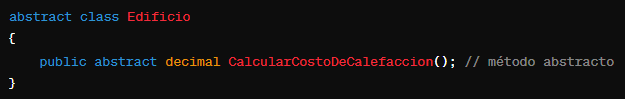 abstract class Edificio
{
    public abstract decimal CalcularCostoDeCalefaccion(); // método abstracto
}